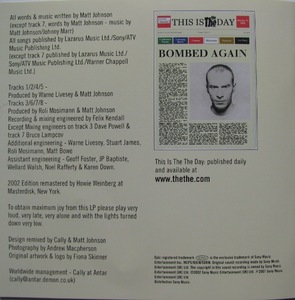 All words & music written by Matt Johnson
(except track 7, words Matt Johnson - music
by Matt Johnson/Johnny Marr)
All songs published by Lazarus Music Ltd./Sony/ATV
Music Publishing Ltd.
(except track 7 published by Lazarus Music Ltd./
Sony/ATV Music Publishing Ltd./Warner Chappell
Music Ltd.)
Tracks 1/2/4/5 -
Produced by Warne Livesey & Matt Johnson
Tracks 3/6/7/8 -
Produced by Roli Mosimann & Matt Johnson
Recording & mixing engineered by Felix Kendall
Except Mixing engineers on track 3 Dave Powell &
track 7 Bruce Lampcov
Additional engineering - Warne Livesey, Stuart James,
Roli Mosimann, Matt Bowe
Assistant engineering - Geoff Foster, JP Baptiste,
Wellard Walsh, Noel Rafferty & Karen Down.
2002 Edition remastered by Howie Weinberg at
Masterdisk, New York
To obtain maximum joy from this LP please play very
loud, very late, very alone and with the lights turned
down very low.
Design remixed by Cally & Matt Johnson
Photography by Andrew Macpherson
Original artwork & logo by Fiona Skinner
Worldwide management - Cally at Antar
(cally@antar.demon.co.uk)
THIS IS THE DAY
BOMBED AGAIN
This Is The The Day: published daily
and available at
www.thethe.com